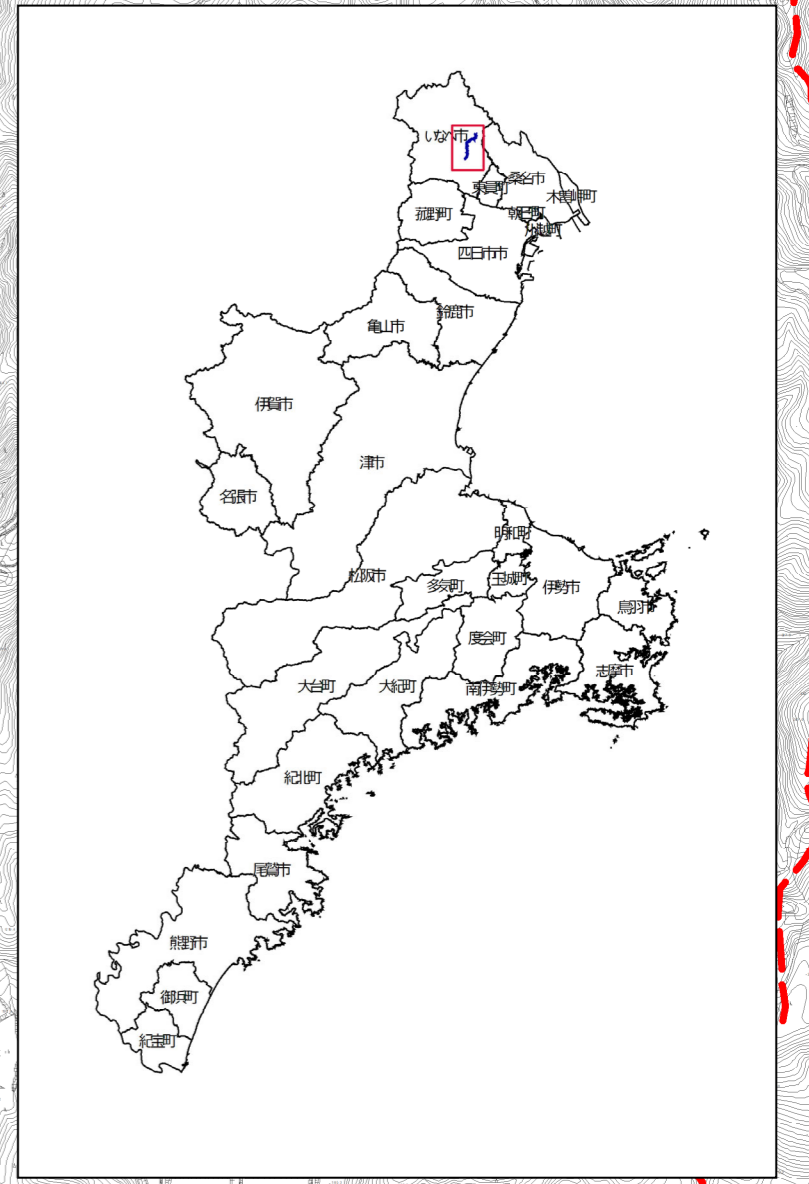 いなべ市
桑名市
東員町
木曽岬町
菰野町
朝日町
川越町
四日市市
鈴鹿市
亀山市
伊賀市
津市
名張市
明和町
松阪市
多気町
玉城町
伊勢市
鳥羽市
度会町
志摩市
大台町
大紀町
南伊勢町
紀北町
尾鷲市
熊野市
御浜町
紀宝町